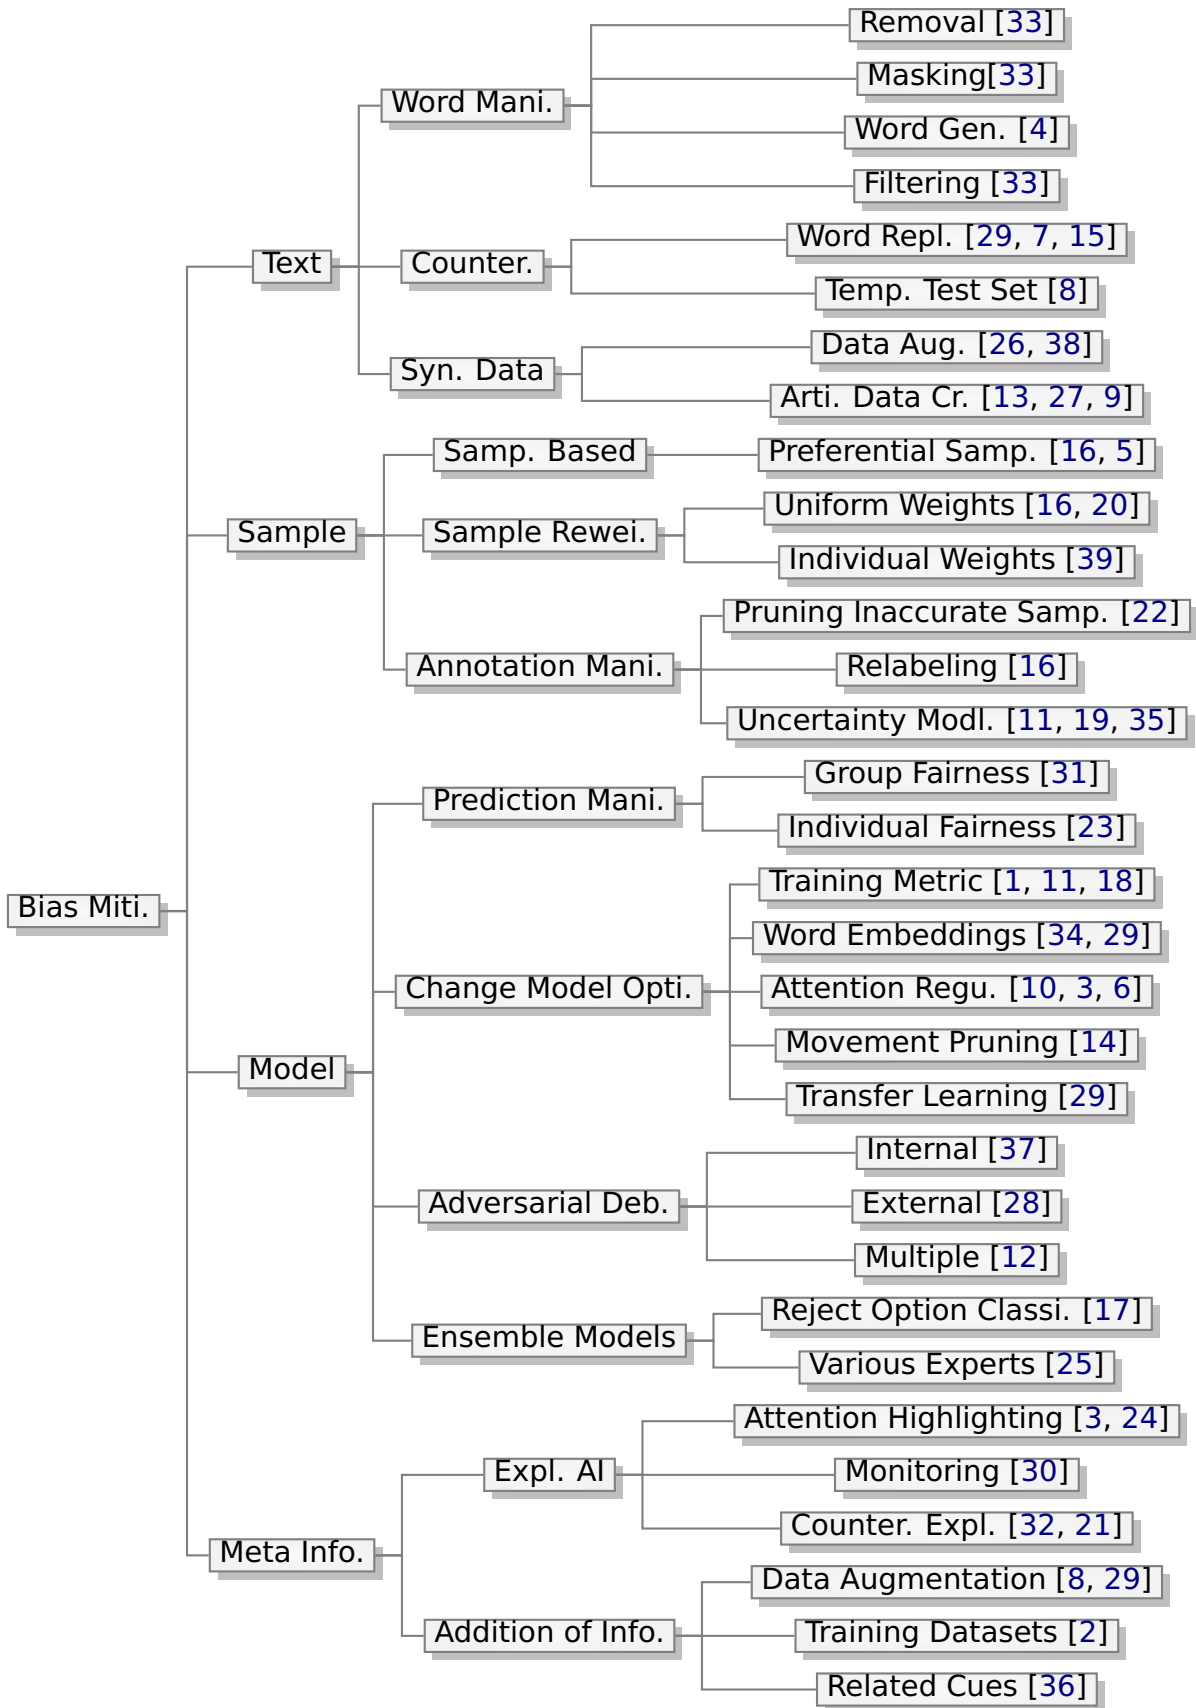 Removal [33]
Masking[33]
Word Mani.
Word Gen. [4]
Filtering [33]
Word Repl. [29, 7, 15]
Text
Counter.
Temp. Test Set [8]
Data Aug. [26, 38]
Syn. Data
Arti. Data Cr. [13, 27, 9]
Samp. Based
Preferential Samp. [16, 5]
Uniform Weights [16, 20]
Sample
Sample Rewei.
Individual Weights [39]
Pruning Inaccurate Samp. [22]
Annotation Mani.
Relabeling [16]
Uncertainty Modl. [11, 19, 35]
Group Fairness [31]
Prediction Mani.
Individual Fairness [23]
Training Metric [1, 11, 18]
Bias Miti.
Word Embeddings [34, 29]
Change Model Opti.
Attention Regu. [10, 3, 6]
Movement Pruning [14]
Model
Transfer Learning [29]
Internal [37]
Adversarial Deb.
External [28]
Multiple [12]
Reject Option Classi. [17]
Ensemble Models
Various Experts [25]
Attention Highlighting [3, 24]
Expl. AI
Monitoring [30]
Counter. Expl. [32, 21]
Meta Info.
Data Augmentation [8, 29]
Addition of Info.
Training Datasets [2]
Related Cues [36]